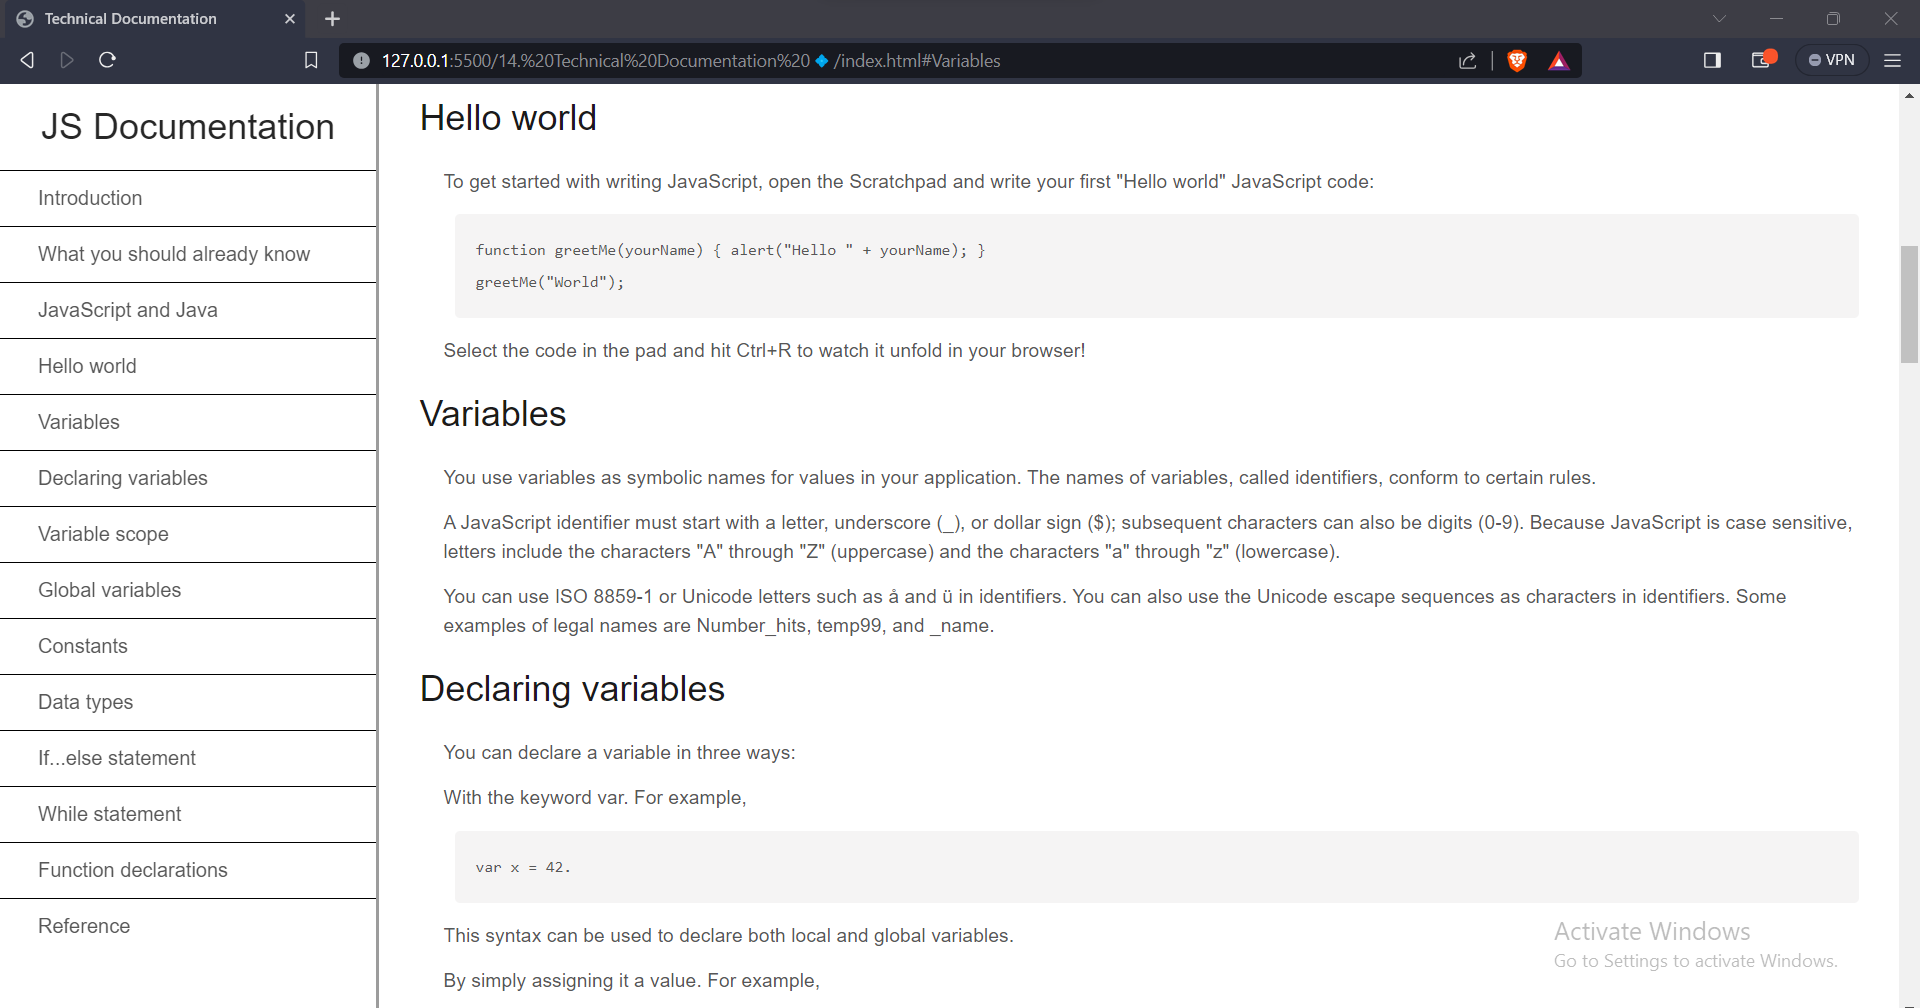 Technical Documentation
127.0.0.1:5500/14.%20Technical%20Documentation%20🔹/index.html#Variables
VPN
JS Documentation
Introduction
What you should already know
JavaScript and Java
Hello world
Variables
Declaring variables
Variable scope
Global variables
Constants
Data types
If...else statement
While statement
Function declarations
Reference
Hello world
To get started with writing JavaScript, open the Scratchpad and write your first "Hello world" JavaScript code:
function greetMe(yourName) { alert("Hello " + yourName); }
greetMe("World");
Select the code in the pad and hit Ctrl+R to watch it unfold in your browser!
Variables
You use variables as symbolic names for values in your application. The names of variables, called identifiers, conform to certain rules.
A JavaScript identifier must start with a letter, underscore (_), or dollar sign ($); subsequent characters can also be digits (0-9). Because JavaScript is case sensitive,
letters include the characters "A" through "Z" (uppercase) and the characters "a" through "z" (lowercase).
You can use ISO 8859-1 or Unicode letters such as å and ü in identifiers. You can also use the Unicode escape sequences as characters in identifiers. Some
examples of legal names are Number_hits, temp99, and _name.
Declaring variables
You can declare a variable in three ways:
With the keyword var. For example,
var x = 42.
This syntax can be used to declare both local and global variables.
By simply assigning it a value. For example,
Activate Windows
Go to Settings to activate Windows.